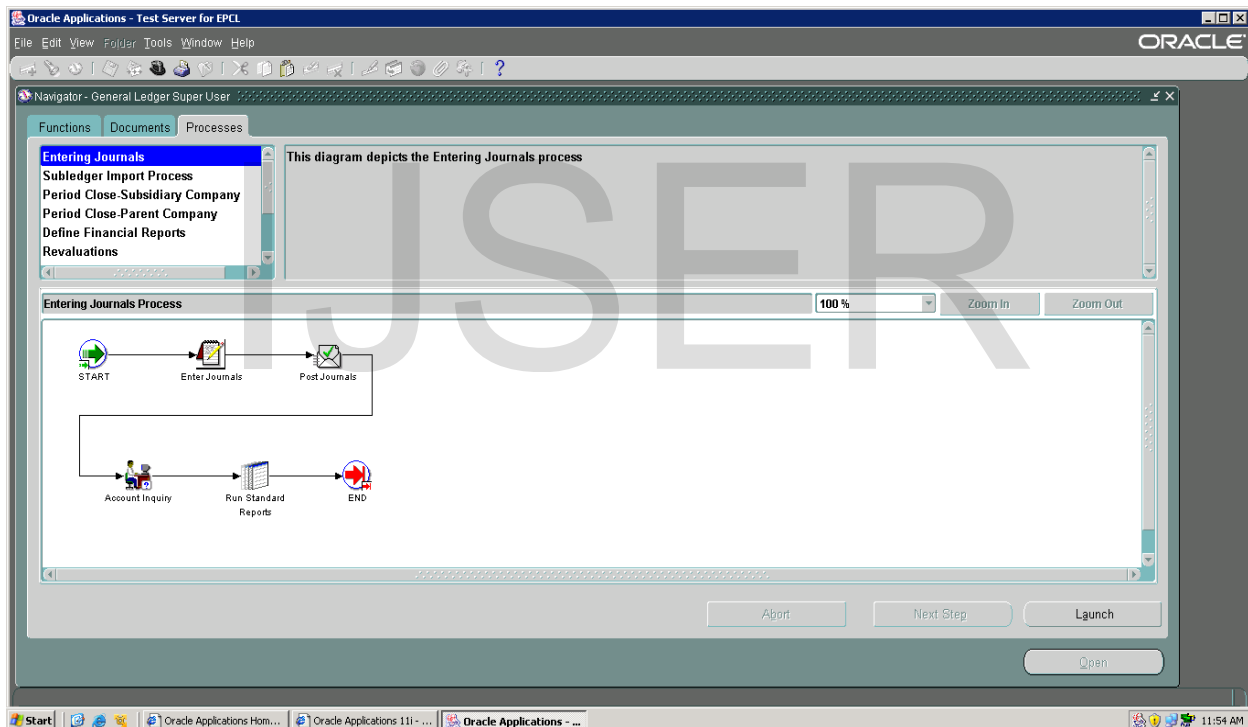 Oracle Applications - Test Server for EPCL
File Edit View Folder Tools Window Help
ORACLE
Navigator - General Ledger Super User
Functions Documents Processes
Entering Journals
Subledger Import Process
Period Close-Subsidiary Company
Period Close-Parent Company
Define Financial Reports
Revaluations
This diagram depicts the Entering Journals process
IJSER
Entering Journals Process
100 %
Zoom In
Zoom Out
START
Enter Journals
Post Journals
Account Inquiry
Run Standard
Reports
END
Abort
Next Step
Launch
Open
Start
Oracle Applications Hom...
Oracle Applications 11i - ...
Oracle Applications - ...
11:54 AM